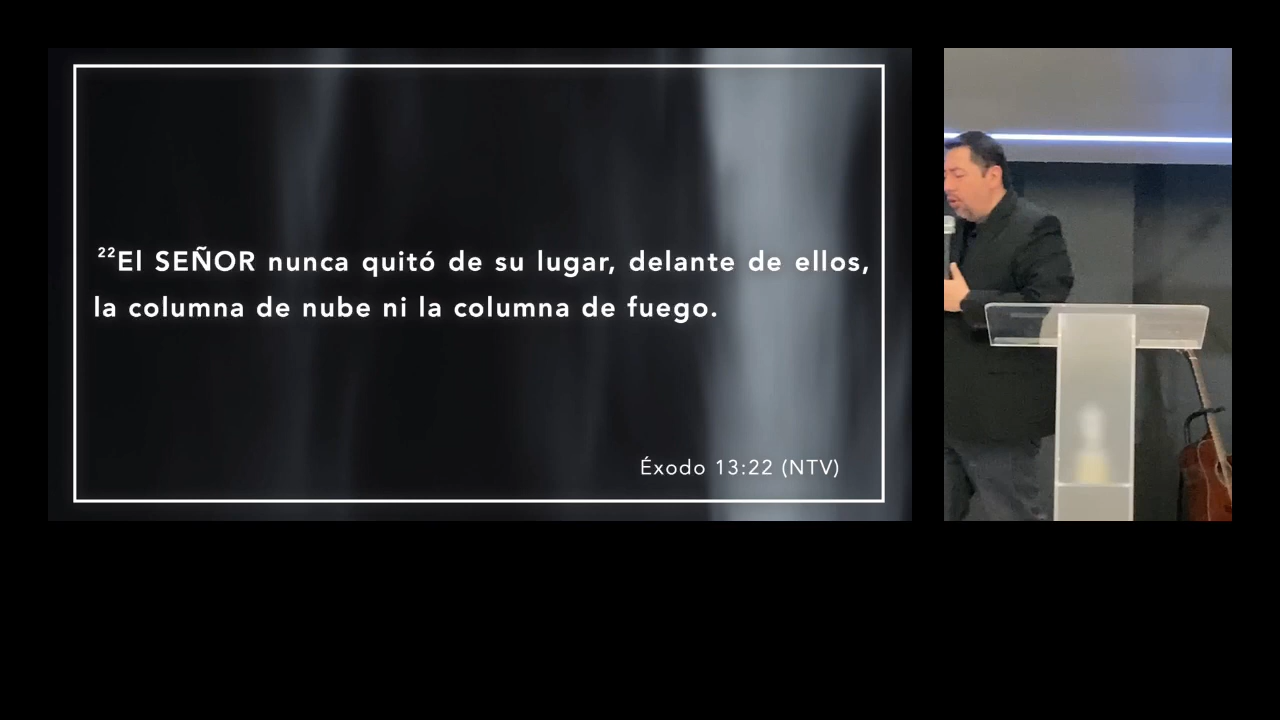 ²²El SEÑOR nunca quitó de su lugar, delante de ellos,
la columna de nube ni la columna de fuego.
Éxodo 13:22 (NTV)